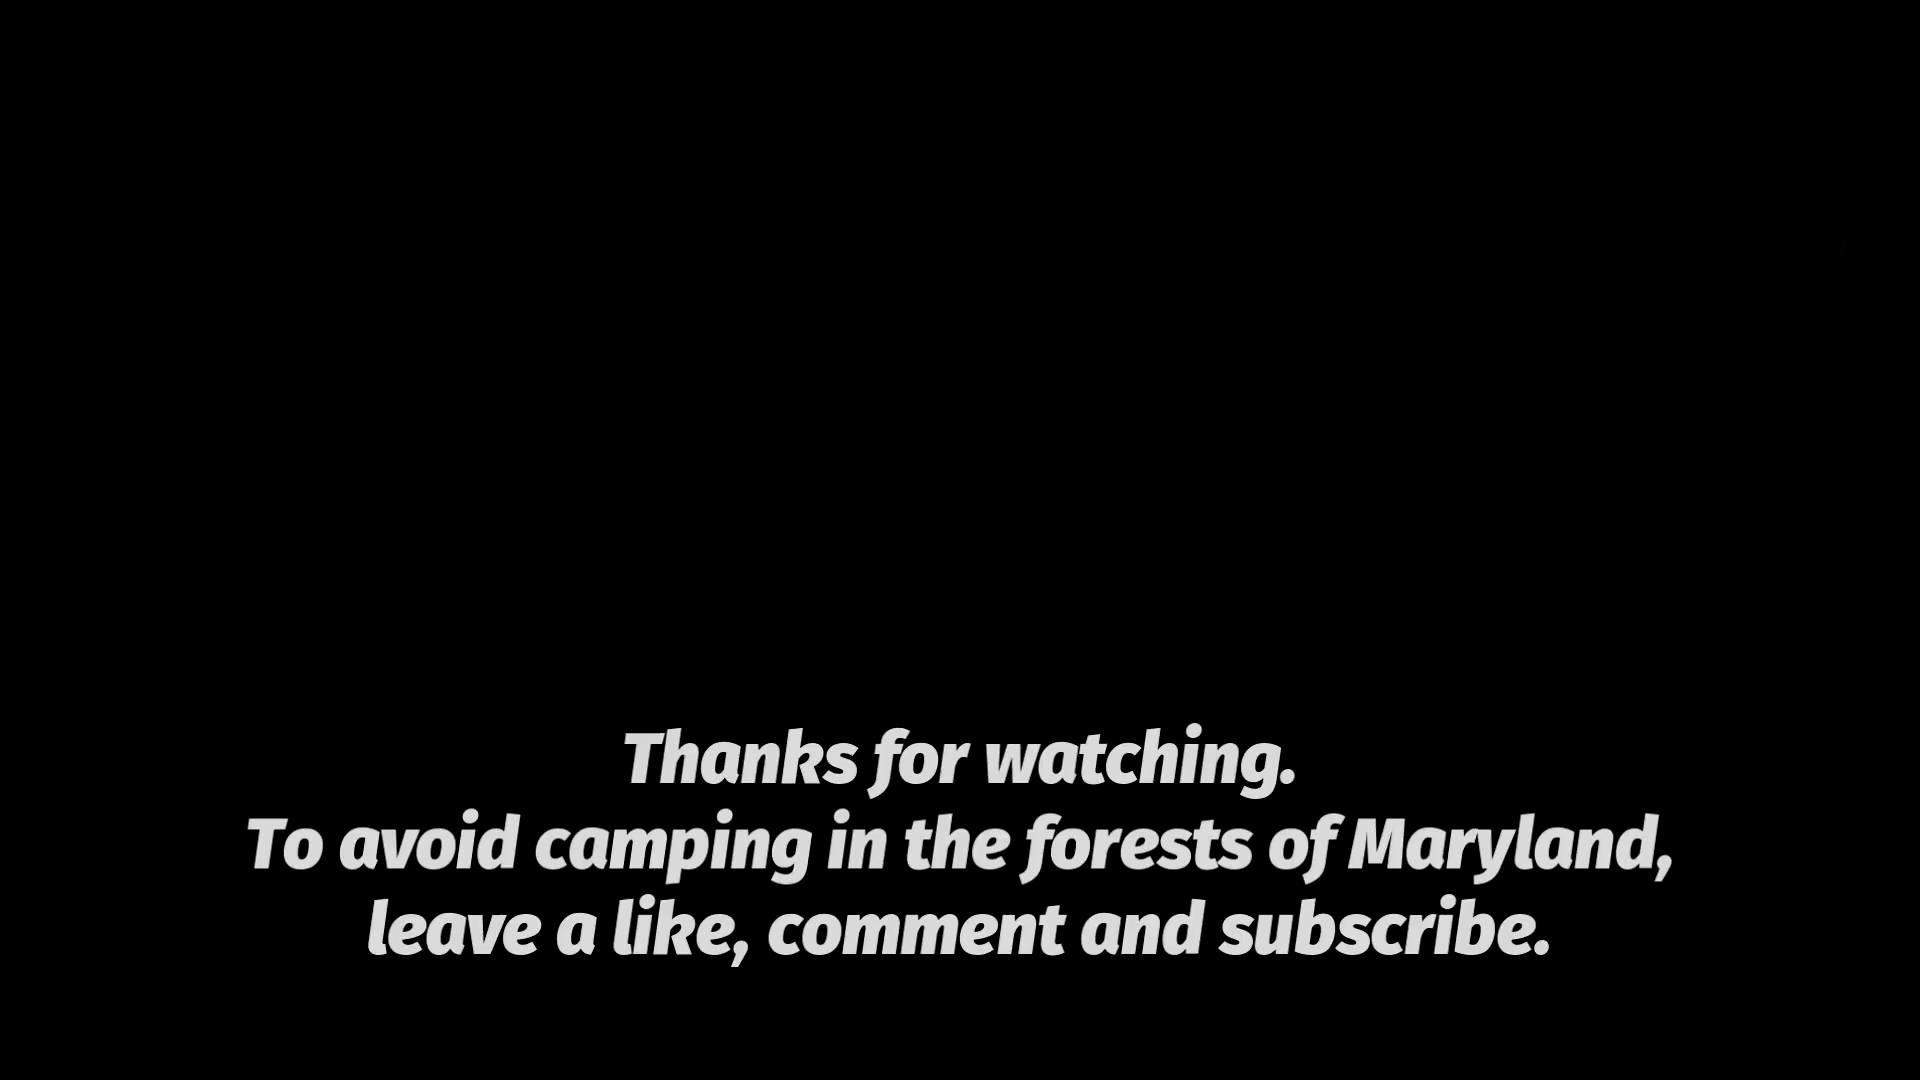 Thanks for watching.
To avoid camping in the forests of Maryland,
leave a like, comment and subscribe.